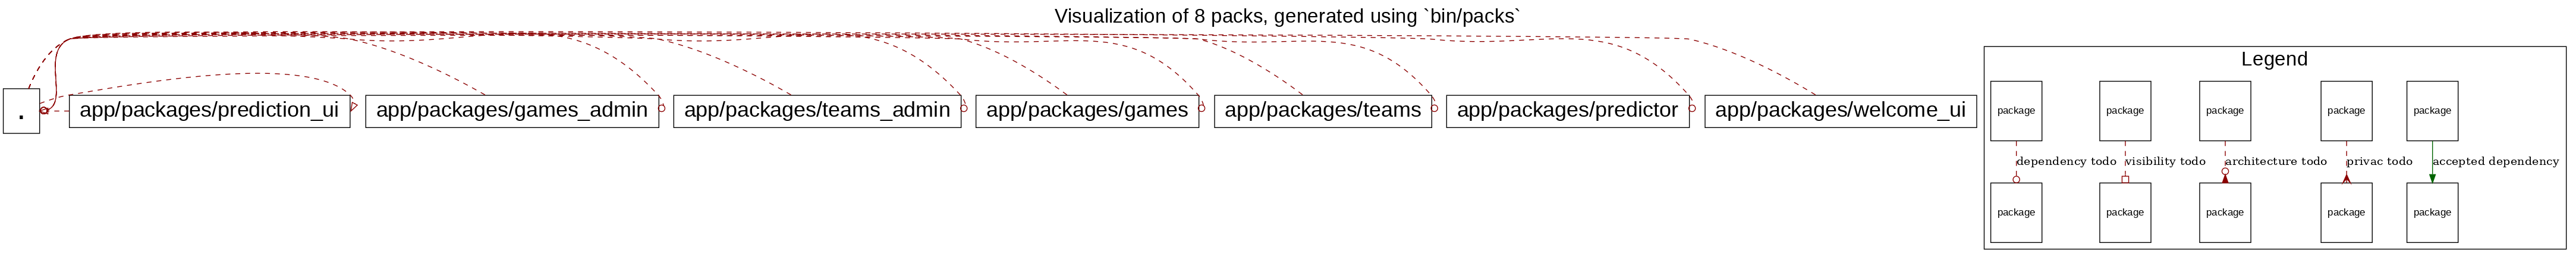 Visualization of 8 packs, generated using `bin/packs`
.
app/packages/prediction_ui
app/packages/games_admin
app/packages/teams_admin
app/packages/games
app/packages/teams
app/packages/predictor
app/packages/welcome_ui
Legend
package
package
package
package
package
dependency todo
visibility todo
architecture todo
privac todo
accepted dependency
package
package
package
package
package